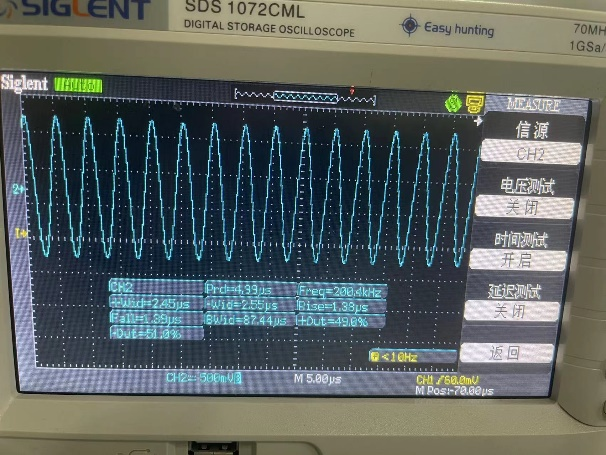 SIGLENT
SDS 1072CML
DIGITAL STORAGE OSCILLOSCOPE
Easy hunting
70MH
1GSa/
Siglent
MEASURE
信源
CH2
电压测试
关闭
时间测试
开启
延迟测试
关闭
返回
2
CH2 Prd=4.99µs Freq=200.4kHz
+Wid=2.45µs -Wid=2.55µs Rise=1.38µs
Fall=1.39µs BWid=87.44µs +Dut=49.0%
-Dut=51.0%
<10Hz
CH2 500mV M 5.00µs CH1 60.0mV
M Pos:-70.00µs